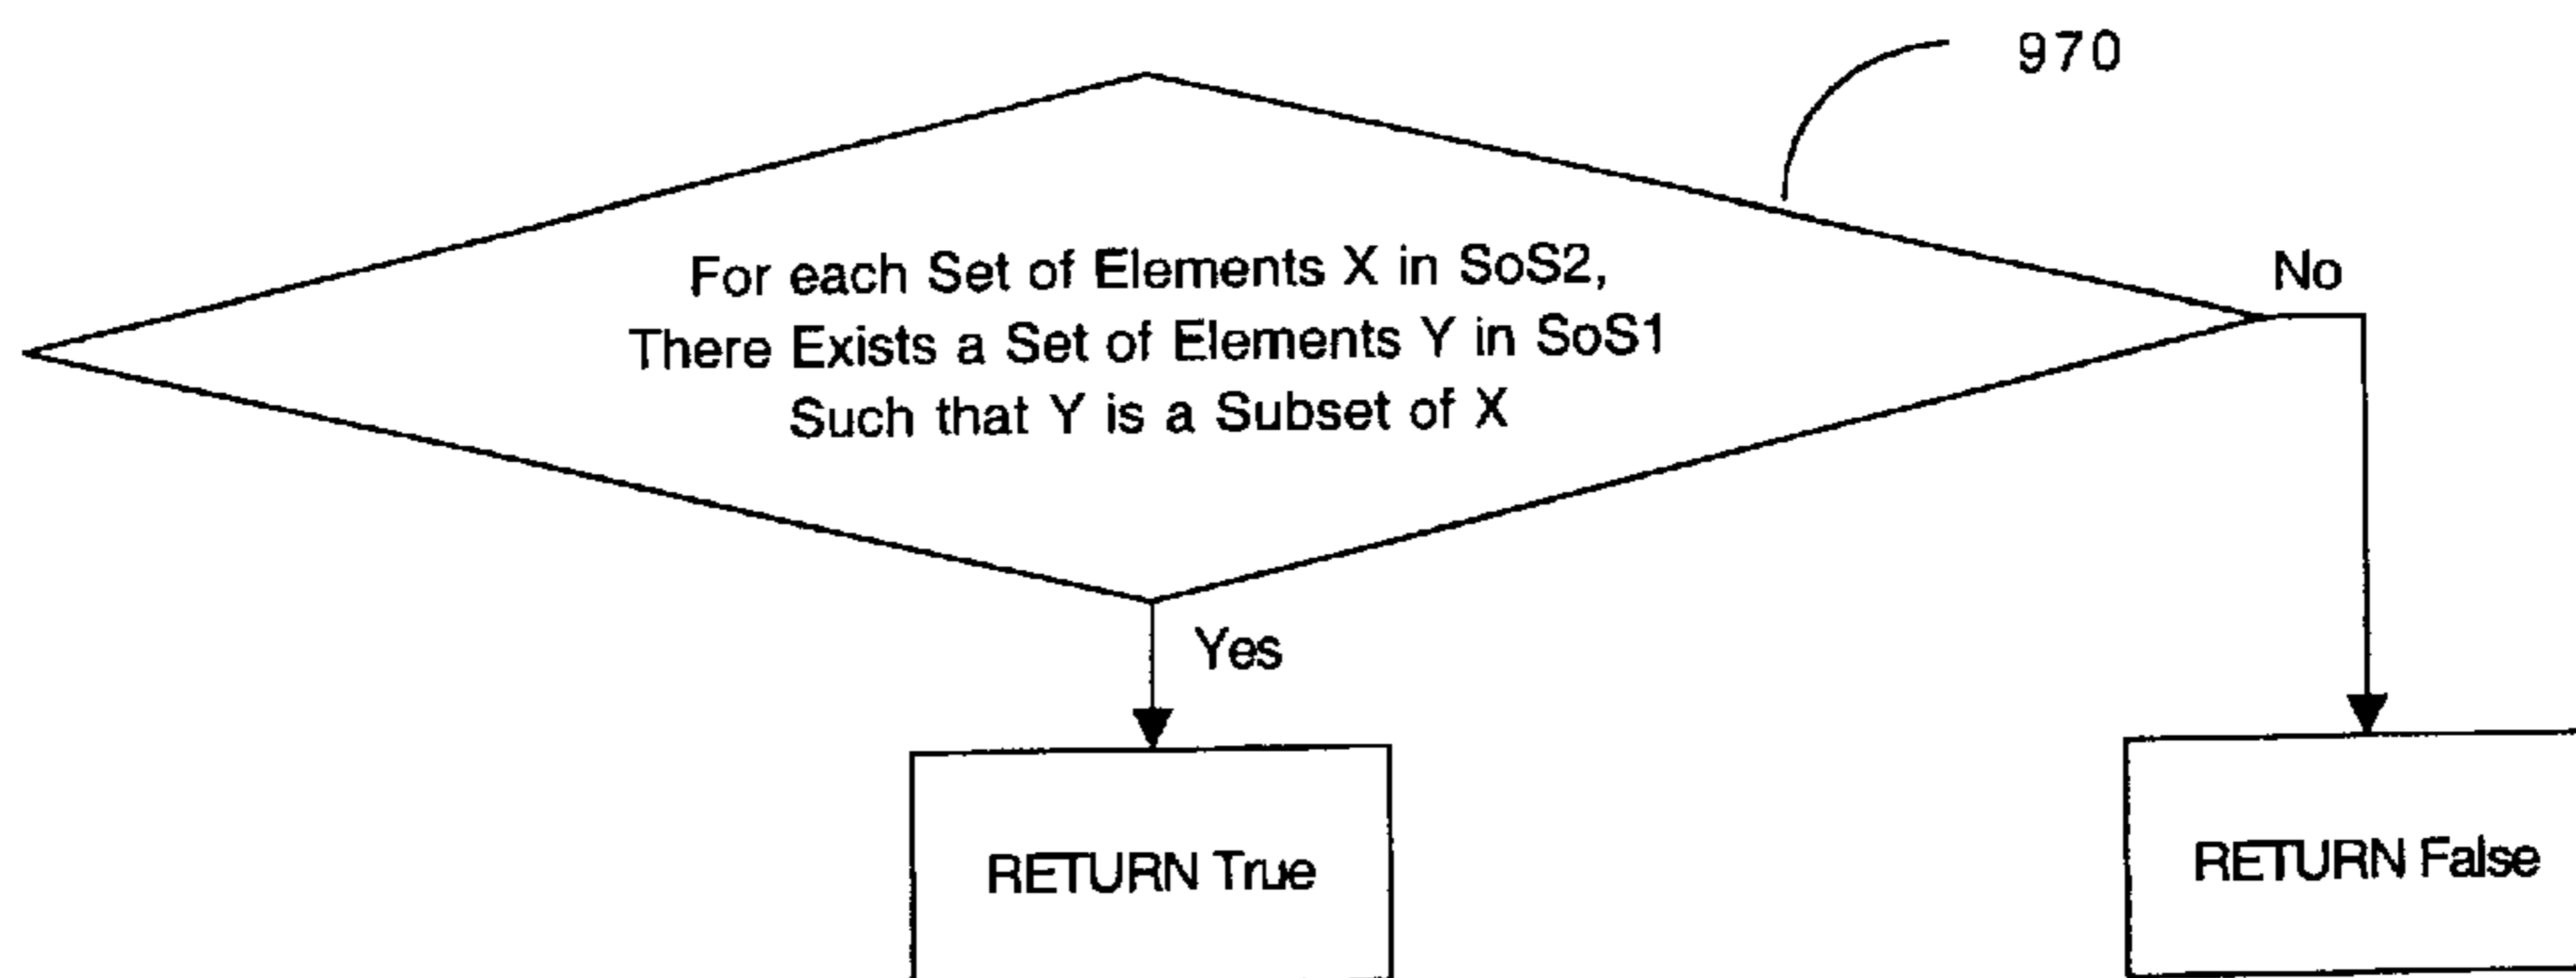 970
For each Set of Elements X in SoS2,
There Exists a Set of Elements Y in SoS1
Such that Y is a Subset of X
No
Yes
RETURN True
RETURN False